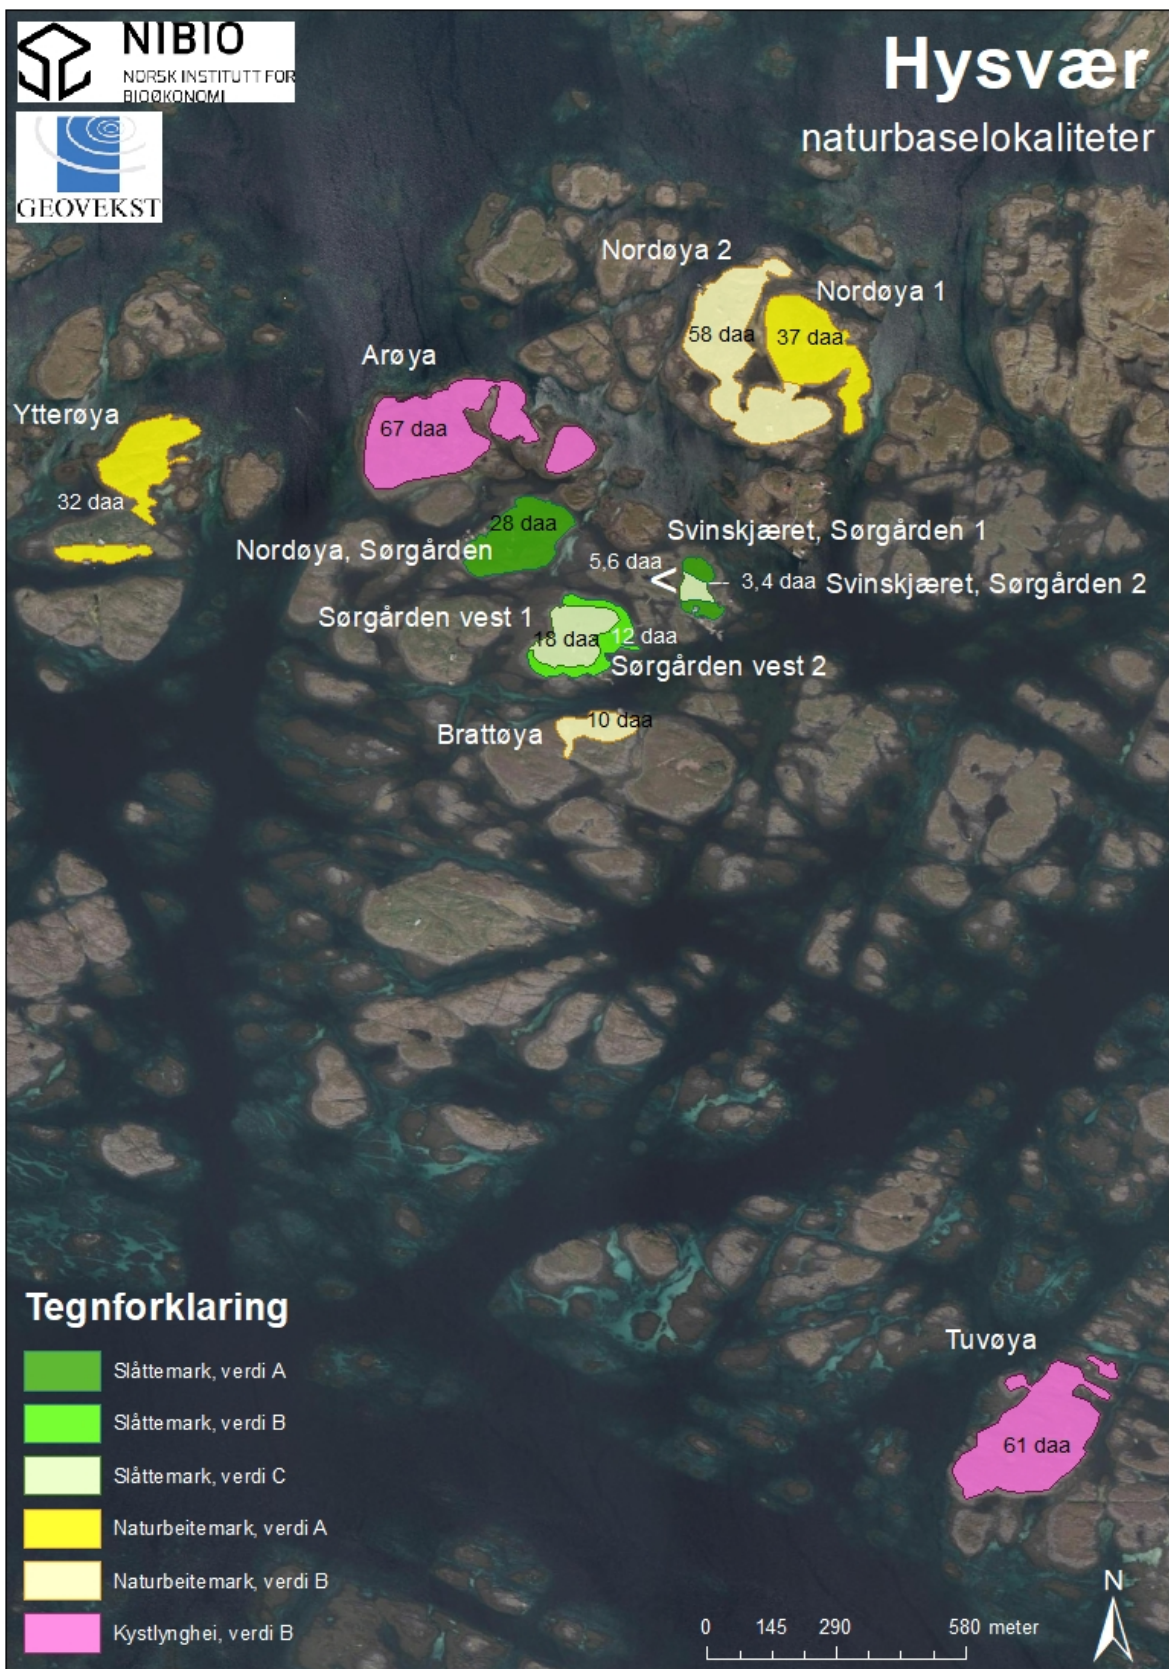 NIBIO
NORSK INSTITUTT FOR
BIOØKONOMI
GEOVEKST
Hysvær
naturbaselokaliteter
Nordøya 2
Nordøya 1
58 daa
37 daa
Arøya
67 daa
Ytterøya
32 daa
28 daa
Nordøya, Sørgården
Svinskjæret, Sørgården 1
5,6 daa
<
3,4 daa
Svinskjæret, Sørgården 2
Sørgården vest 1
18 daa
12 daa
Sørgården vest 2
10 daa
Brattøya
Tuvøya
61 daa
Tegnforklaring
Slåttemark, verdi A
Slåttemark, verdi B
Slåttemark, verdi C
Naturbeitemark, verdi A
Naturbeitemark, verdi B
Kystlynghei, verdi B
N
0 145 290 580 meter